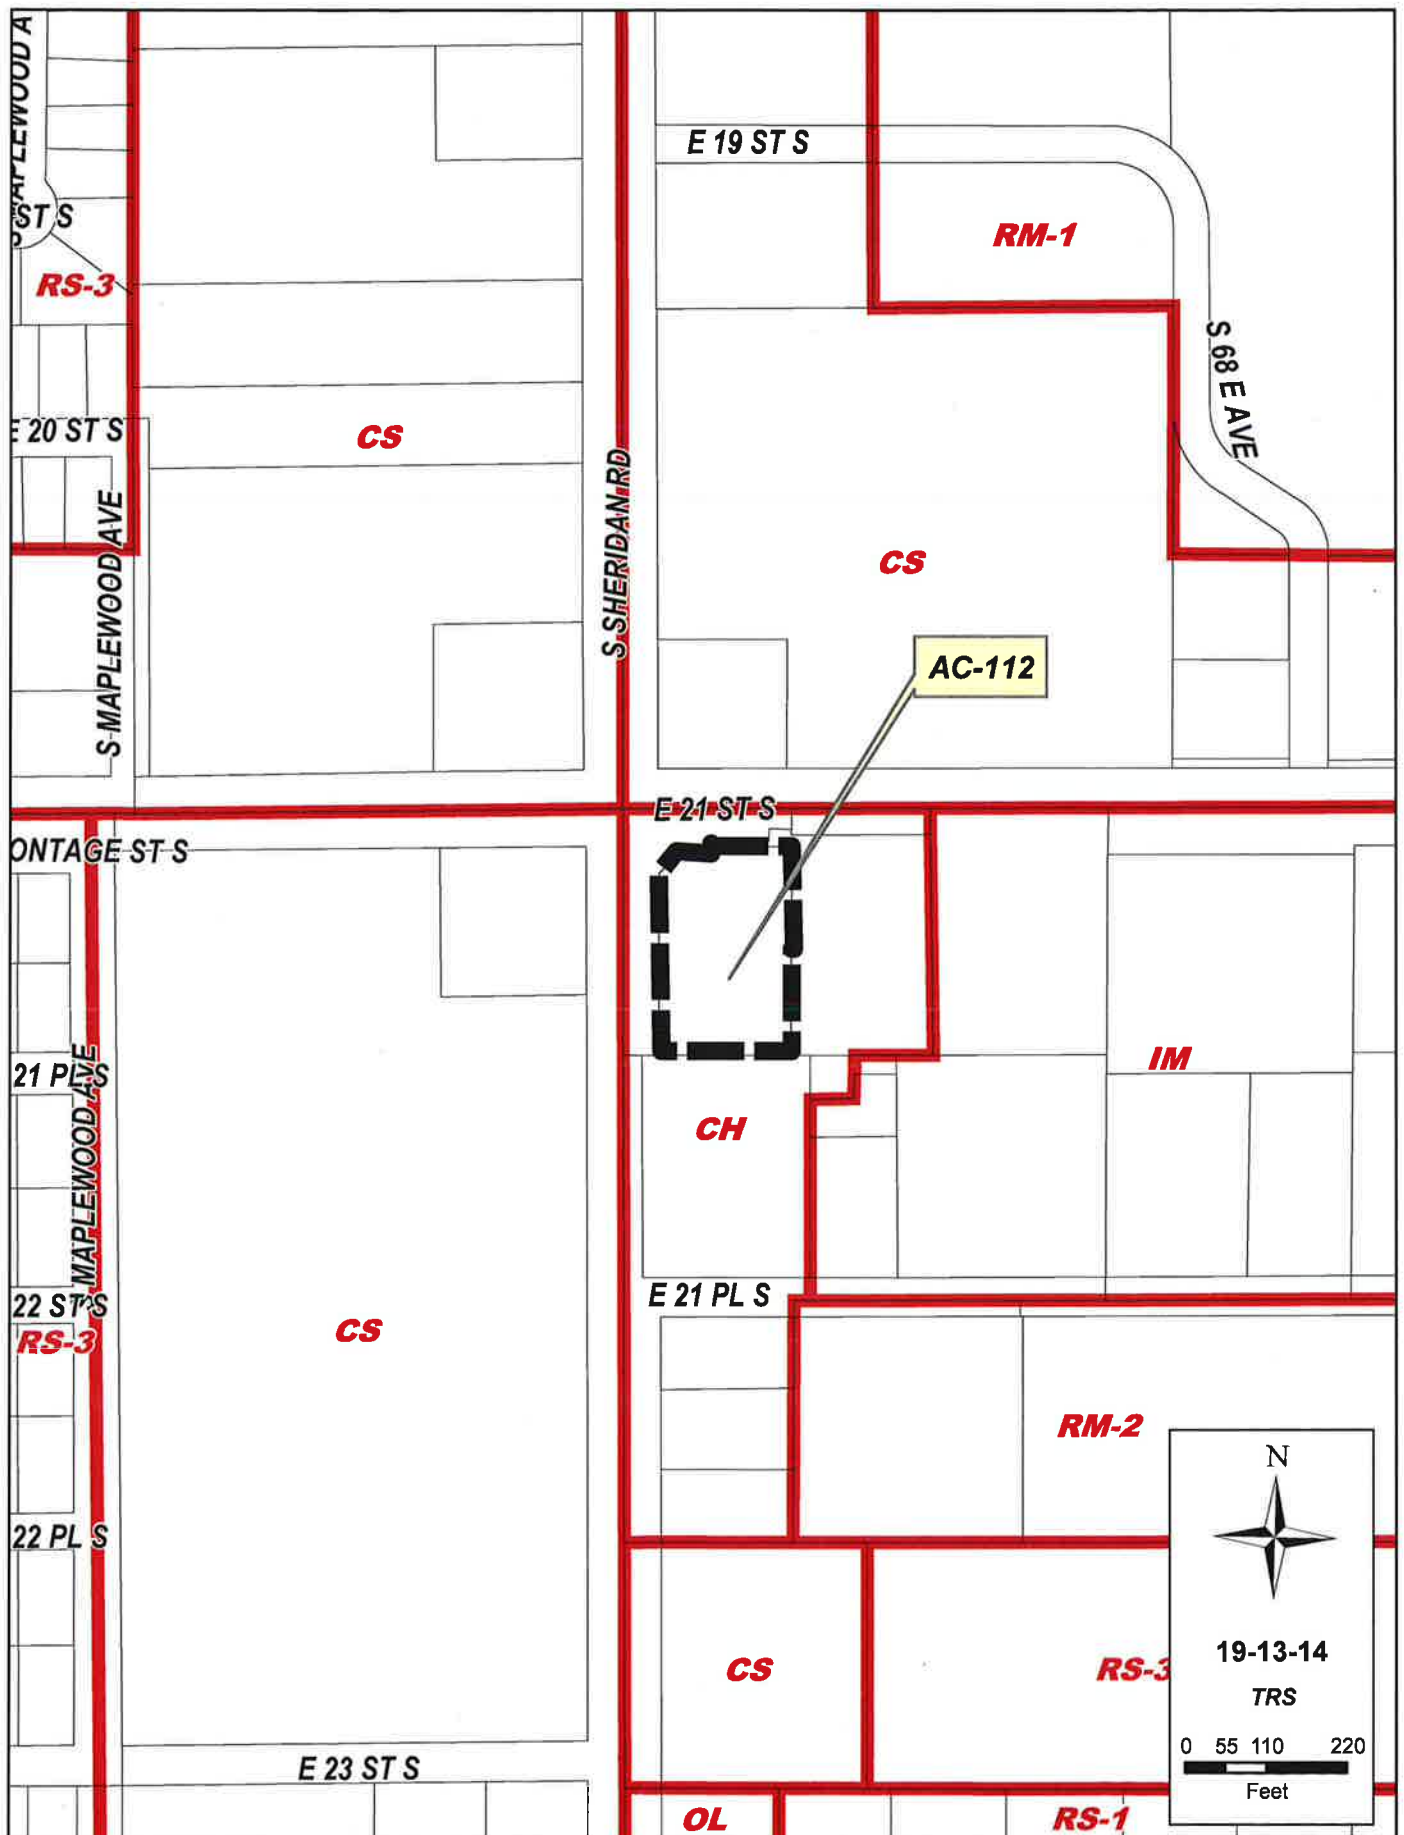 MAPLEWOOD A
E 19 ST S
ST S
RM-1
RS-3
S 68 E AVE
E 20 ST S
CS
S MAPLEWOOD AVE
S SHERIDAN RD
CS
AC-112
E 21 ST S
ONTAGE ST S
21 PL S
MAPLEWOOD AVE
IM
CH
E 21 PL S
22 ST S
RS-3
CS
RM-2
N
22 PL S
19-13-14
TRS
CS
RS-3
0 55 110 220
Feet
E 23 ST S
OL
RS-1